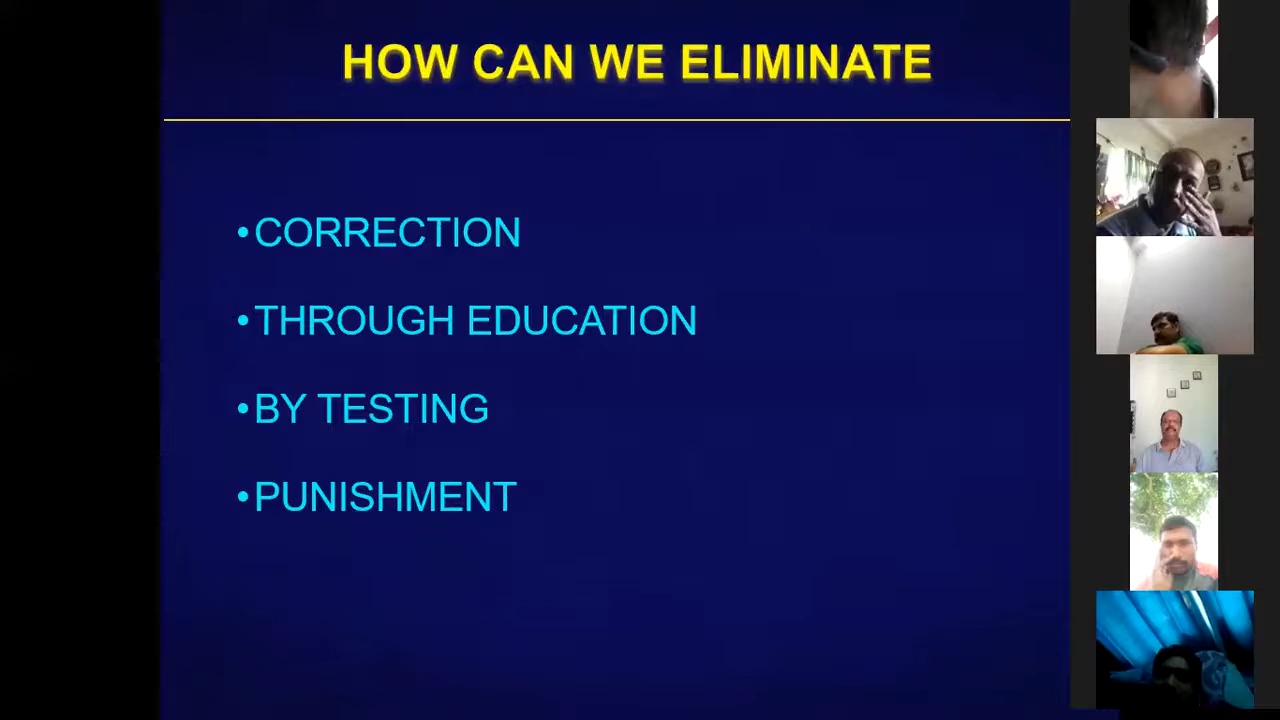 HOW CAN WE ELIMINATE
•CORRECTION
•THROUGH EDUCATION
•BY TESTING
•PUNISHMENT